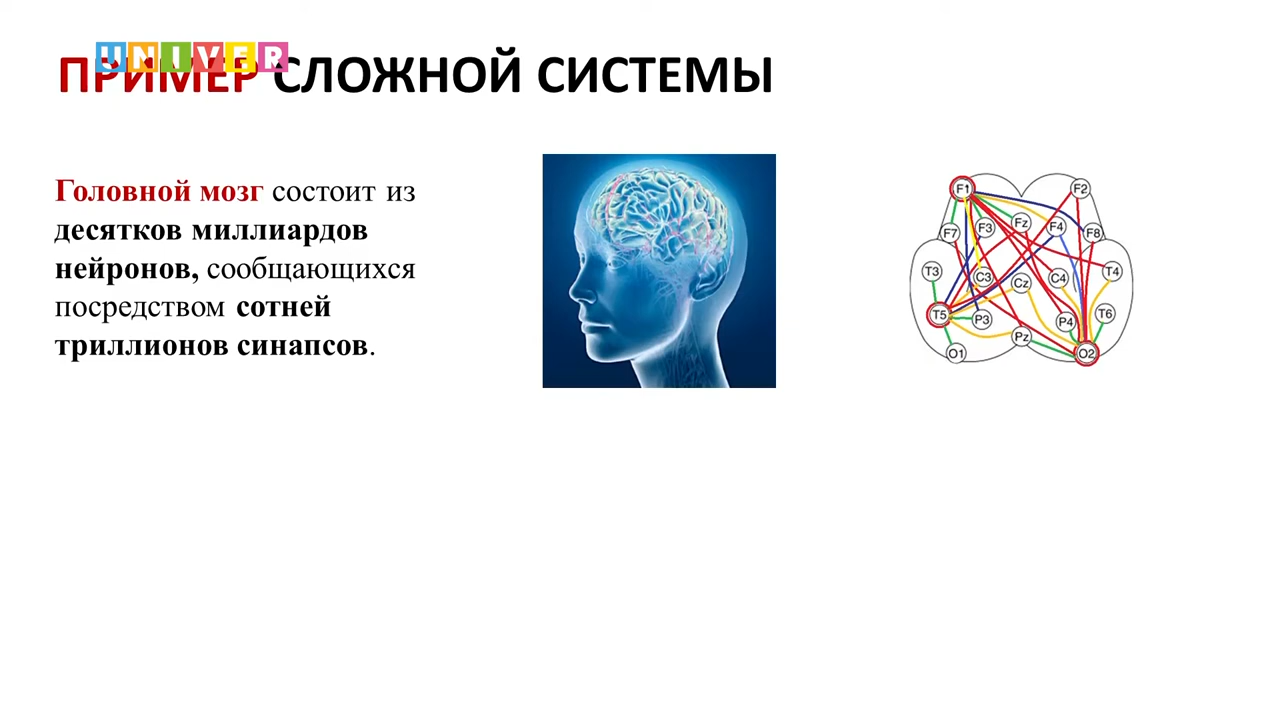 UNIVER
ПРИМЕР СЛОЖНОЙ СИСТЕМЫ
Головной мозг состоит из
десятков миллиардов
нейронов, сообщающихся
посредством сотней
триллионов синапсов.
F1 F2
F7 F3 Fz F4 F8
T3 C3 Cz C4 T4
T5 P3 Pz P4 T6
O1 O2